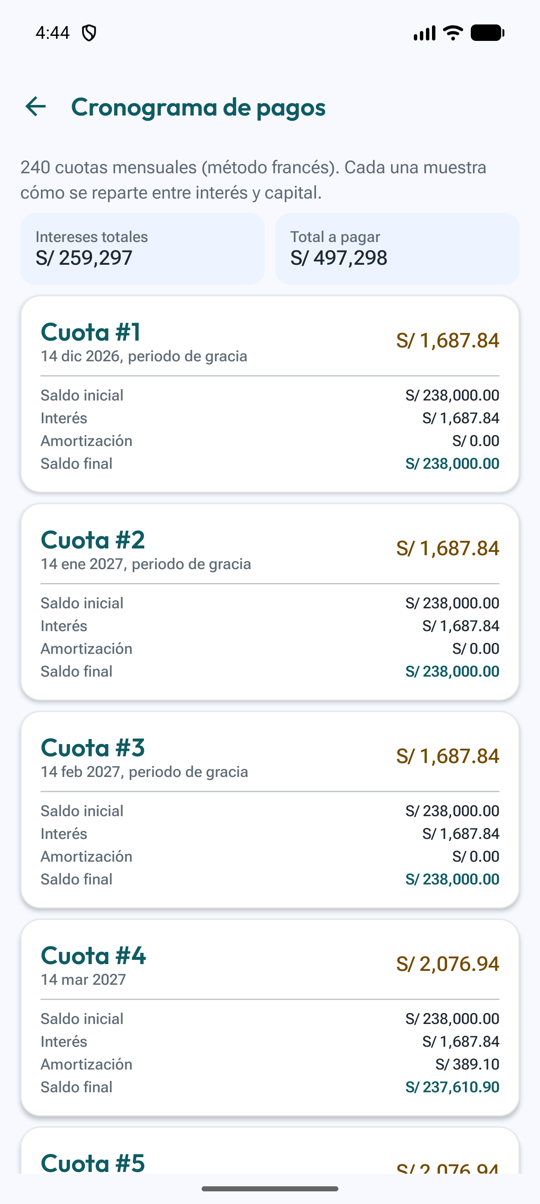 4:44
Cronograma de pagos
240 cuotas mensuales (método francés). Cada una muestra
cómo se reparte entre interés y capital.
Intereses totales
S/ 259,297
Total a pagar
S/ 497,298
Cuota #1
14 dic 2026, periodo de gracia
S/ 1,687.84
Saldo inicial S/ 238,000.00
Interés S/ 1,687.84
Amortización S/ 0.00
Saldo final S/ 238,000.00
Cuota #2
14 ene 2027, periodo de gracia
S/ 1,687.84
Saldo inicial S/ 238,000.00
Interés S/ 1,687.84
Amortización S/ 0.00
Saldo final S/ 238,000.00
Cuota #3
14 feb 2027, periodo de gracia
S/ 1,687.84
Saldo inicial S/ 238,000.00
Interés S/ 1,687.84
Amortización S/ 0.00
Saldo final S/ 238,000.00
Cuota #4
14 mar 2027
S/ 2,076.94
Saldo inicial S/ 238,000.00
Interés S/ 1,687.84
Amortización S/ 389.10
Saldo final S/ 237,610.90
Cuota #5
S/ 2,076.94